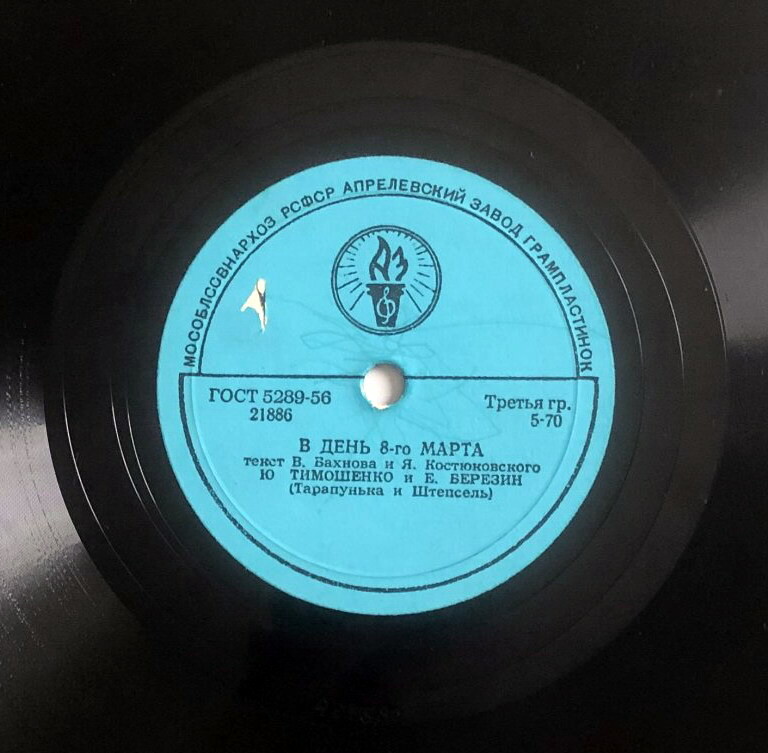 МОСОБЛСОВНАРХОЗ РСФСР АПРЕЛЕВСКИЙ ЗАВОД ГРАМПЛАСТИНОК
АЗ
ГОСТ 5289-56
21886
Третья гр.
5-70
В ДЕНЬ 8-го МАРТА
текст В. Бахнова и Я. Костюковского
Ю ТИМОШЕНКО и Е. БЕРЕЗИН
(Тарапунька и Штепсель)